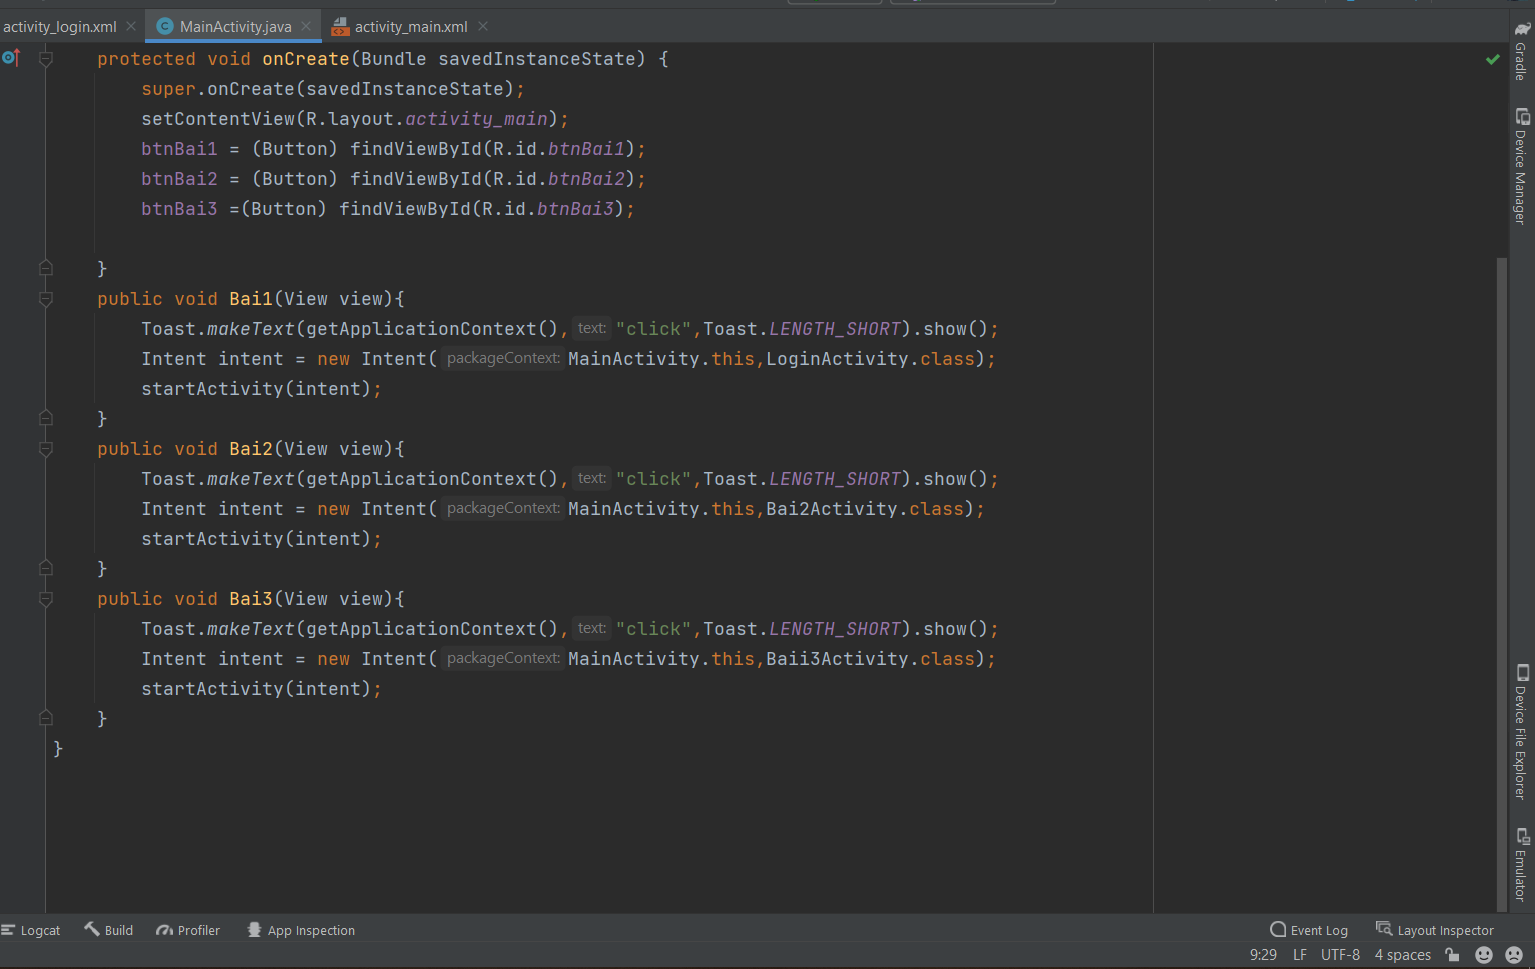 activity_login.xml MainActivity.java activity_main.xml
protected void onCreate(Bundle savedInstanceState) {
super.onCreate(savedInstanceState);
setContentView(R.layout.activity_main);
btnBai1 = (Button) findViewById(R.id.btnBai1);
btnBai2 = (Button) findViewById(R.id.btnBai2);
btnBai3 =(Button) findViewById(R.id.btnBai3);
}
public void Bai1(View view){
Toast.makeText(getApplicationContext(), text: "click",Toast.LENGTH_SHORT).show();
Intent intent = new Intent( packageContext: MainActivity.this,LoginActivity.class);
startActivity(intent);
}
public void Bai2(View view){
Toast.makeText(getApplicationContext(), text: "click",Toast.LENGTH_SHORT).show();
Intent intent = new Intent( packageContext: MainActivity.this,Bai2Activity.class);
startActivity(intent);
}
public void Bai3(View view){
Toast.makeText(getApplicationContext(), text: "click",Toast.LENGTH_SHORT).show();
Intent intent = new Intent( packageContext: MainActivity.this,Baii3Activity.class);
startActivity(intent);
}
}
Gradle
Device Manager
Device File Explorer
Emulator
Logcat Build Profiler App Inspection Event Log Layout Inspector
9:29 LF UTF-8 4 spaces